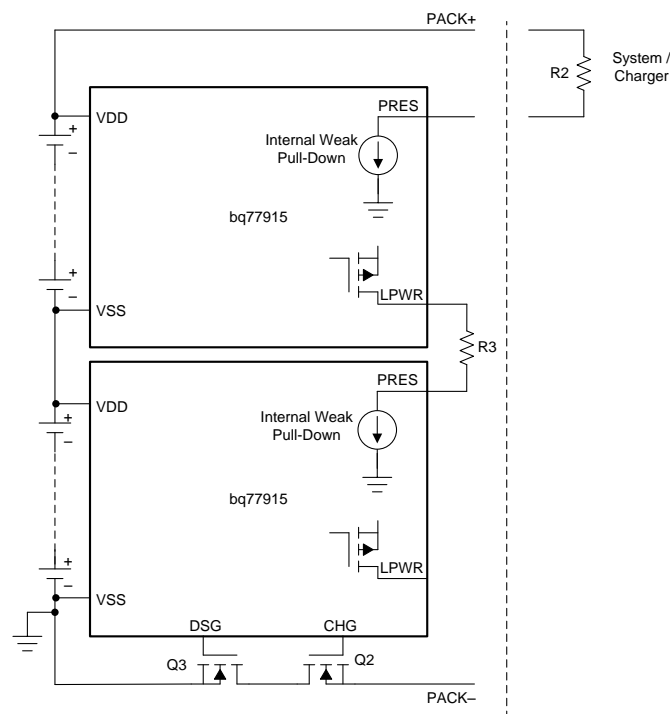 PACK+
System /
Charger
R2
PRES
VDD
+
–
Internal Weak
Pull-Down
bq77915
+
–
LPWR
VSS
R3
PRES
VDD
+
–
Internal Weak
Pull-Down
bq77915
LPWR
+
–
VSS
DSG
CHG
Q3
Q2
PACK–